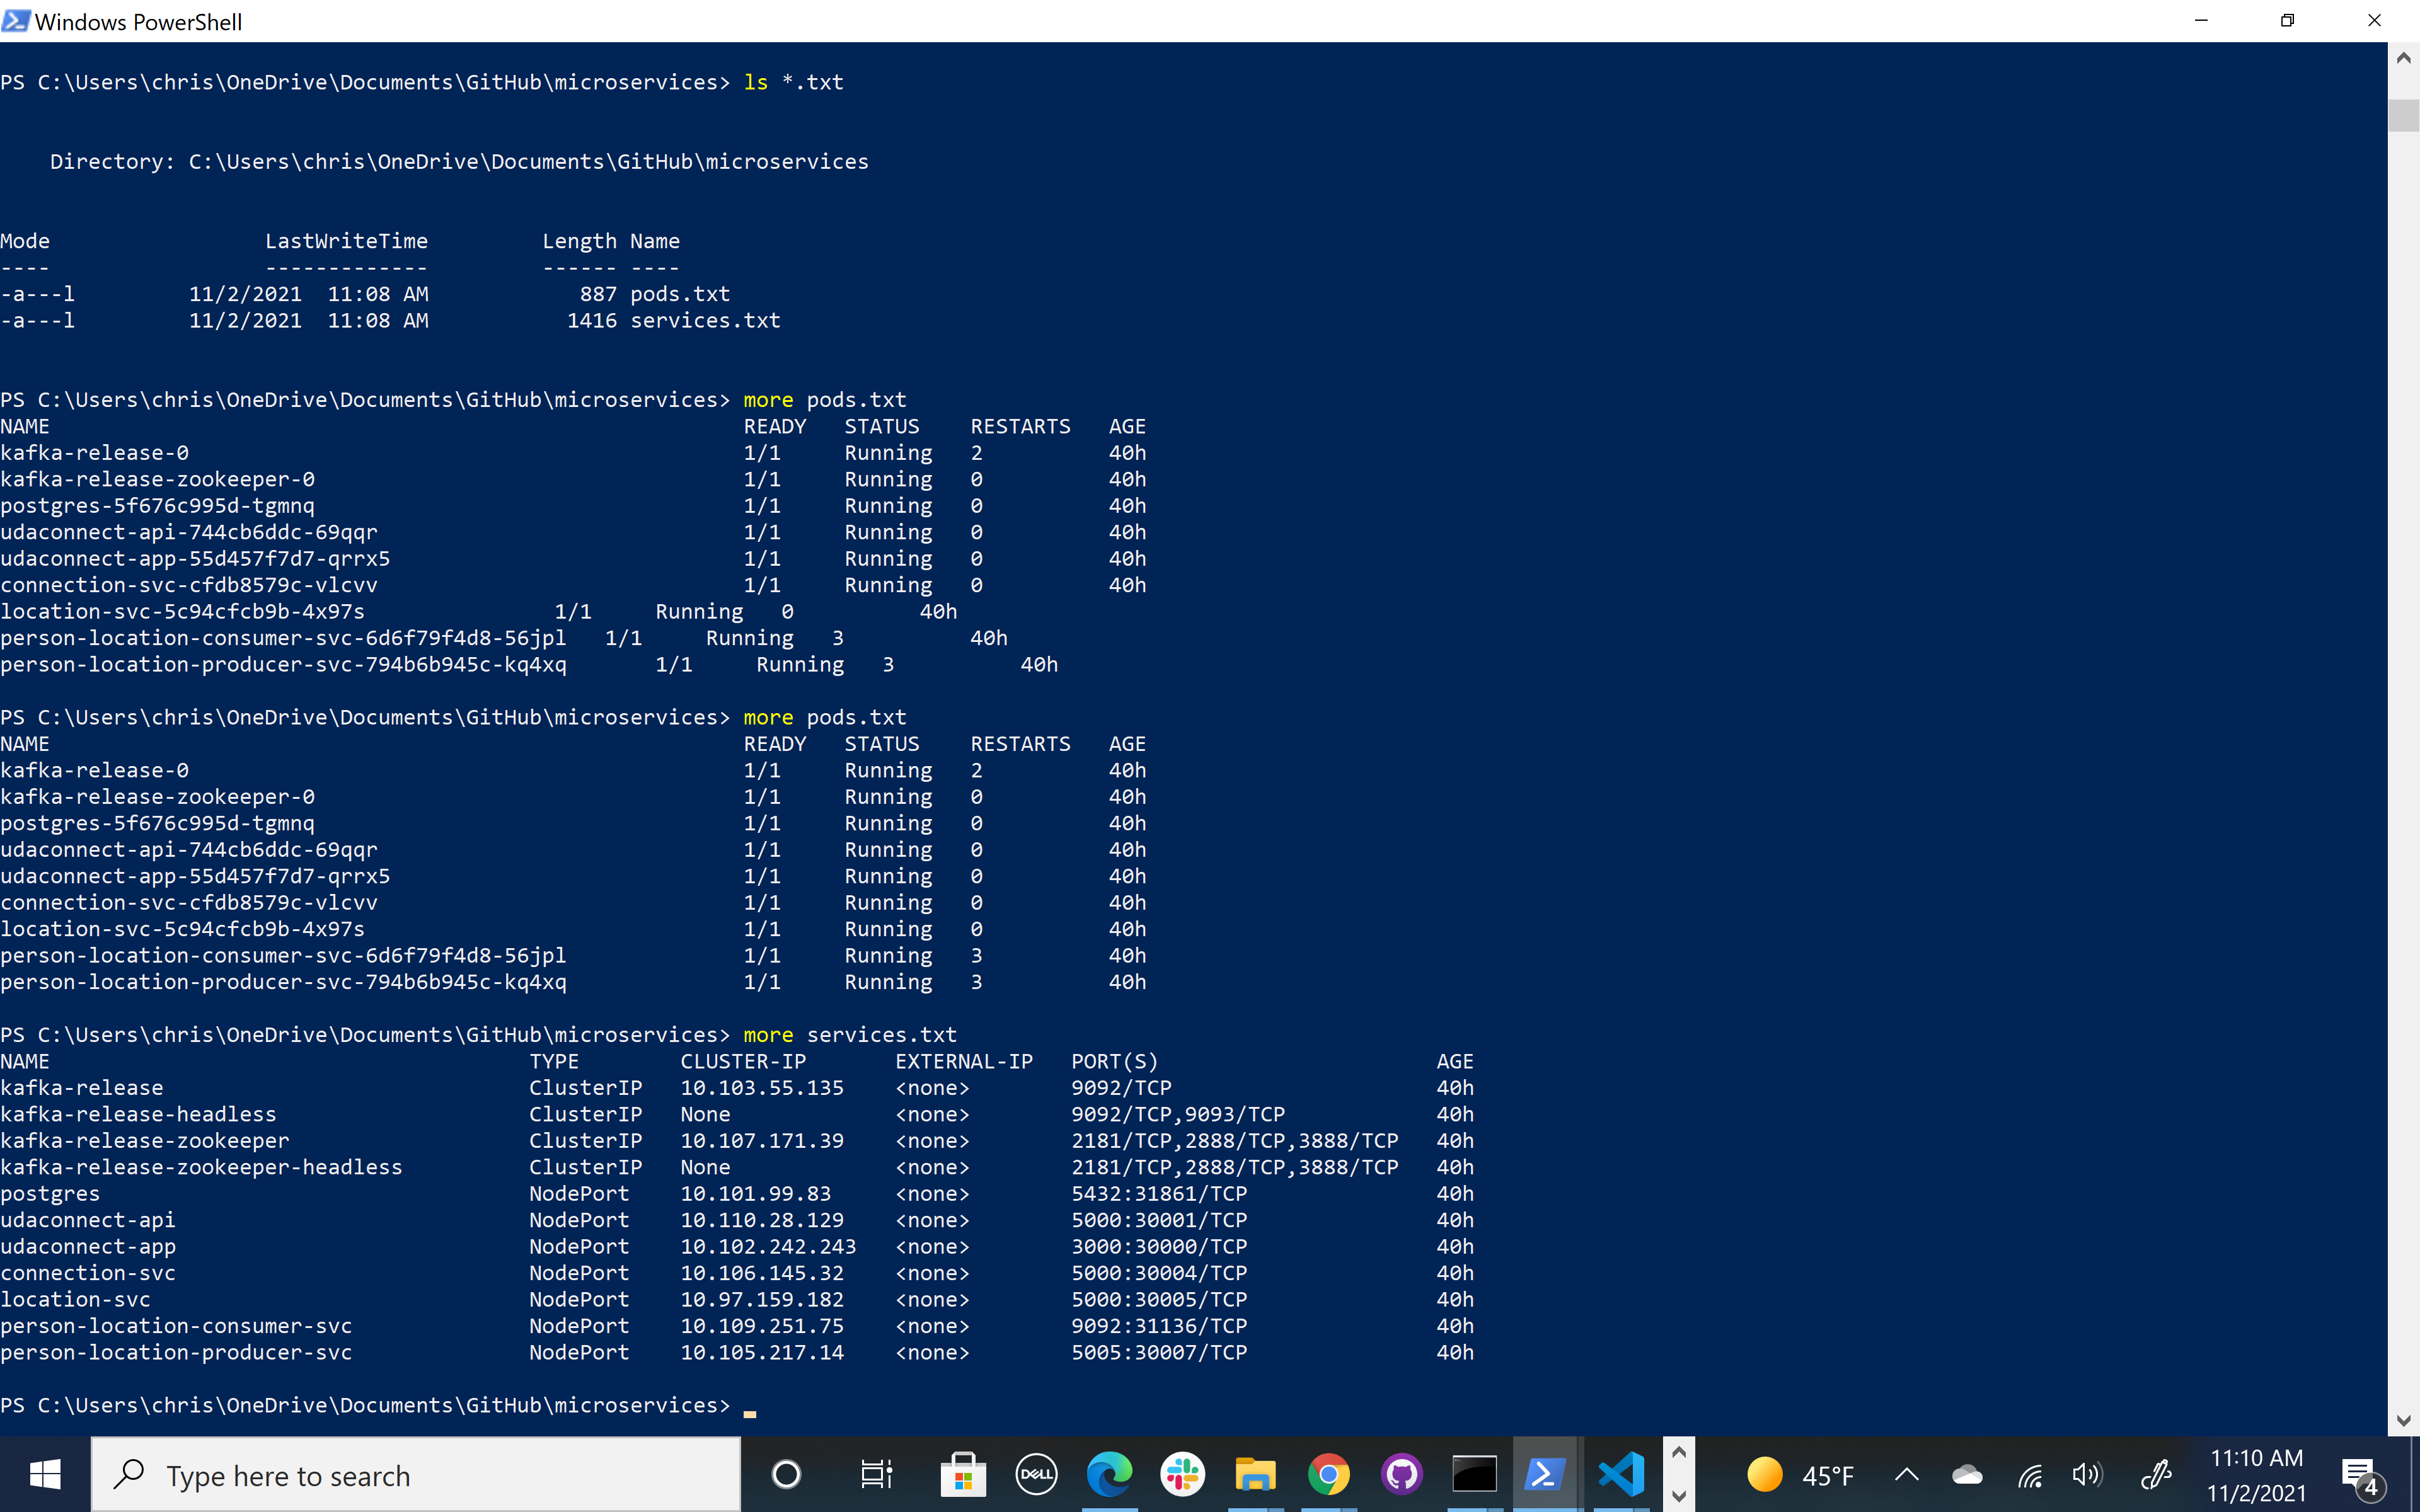 Windows PowerShell
PS C:\Users\chris\OneDrive\Documents\GitHub\microservices> ls *.txt
    Directory: C:\Users\chris\OneDrive\Documents\GitHub\microservices
Mode                 LastWriteTime         Length Name
----                 -------------         ------ ----
-a---l         11/2/2021  11:08 AM            887 pods.txt
-a---l         11/2/2021  11:08 AM           1416 services.txt
PS C:\Users\chris\OneDrive\Documents\GitHub\microservices> more pods.txt
NAME                                                       READY   STATUS    RESTARTS   AGE
kafka-release-0                                            1/1     Running   2          40h
kafka-release-zookeeper-0                                  1/1     Running   0          40h
postgres-5f676c995d-tgmnq                                  1/1     Running   0          40h
udaconnect-api-744cb6ddc-69qqr                             1/1     Running   0          40h
udaconnect-app-55d457f7d7-qrrx5                            1/1     Running   0          40h
connection-svc-cfdb8579c-vlcvv                             1/1     Running   0          40h
location-svc-5c94cfcb9b-4x97s               1/1     Running   0          40h
person-location-consumer-svc-6d6f79f4d8-56jpl   1/1     Running   3          40h
person-location-producer-svc-794b6b945c-kq4xq       1/1     Running   3          40h
PS C:\Users\chris\OneDrive\Documents\GitHub\microservices> more pods.txt
NAME                                                       READY   STATUS    RESTARTS   AGE
kafka-release-0                                            1/1     Running   2          40h
kafka-release-zookeeper-0                                  1/1     Running   0          40h
postgres-5f676c995d-tgmnq                                  1/1     Running   0          40h
udaconnect-api-744cb6ddc-69qqr                             1/1     Running   0          40h
udaconnect-app-55d457f7d7-qrrx5                            1/1     Running   0          40h
connection-svc-cfdb8579c-vlcvv                             1/1     Running   0          40h
location-svc-5c94cfcb9b-4x97s                              1/1     Running   0          40h
person-location-consumer-svc-6d6f79f4d8-56jpl              1/1     Running   3          40h
person-location-producer-svc-794b6b945c-kq4xq              1/1     Running   3          40h
PS C:\Users\chris\OneDrive\Documents\GitHub\microservices> more services.txt
NAME                                      TYPE        CLUSTER-IP       EXTERNAL-IP   PORT(S)                      AGE
kafka-release                             ClusterIP   10.103.55.135    <none>        9092/TCP                     40h
kafka-release-headless                    ClusterIP   None             <none>        9092/TCP,9093/TCP            40h
kafka-release-zookeeper                   ClusterIP   10.107.171.39    <none>        2181/TCP,2888/TCP,3888/TCP   40h
kafka-release-zookeeper-headless          ClusterIP   None             <none>        2181/TCP,2888/TCP,3888/TCP   40h
postgres                                  NodePort    10.101.99.83     <none>        5432:31861/TCP               40h
udaconnect-api                            NodePort    10.110.28.129    <none>        5000:30001/TCP               40h
udaconnect-app                            NodePort    10.102.242.243   <none>        3000:30000/TCP               40h
connection-svc                            NodePort    10.106.145.32    <none>        5000:30004/TCP               40h
location-svc                              NodePort    10.97.159.182    <none>        5000:30005/TCP               40h
person-location-consumer-svc              NodePort    10.109.251.75    <none>        9092:31136/TCP               40h
person-location-producer-svc              NodePort    10.105.217.14    <none>        5005:30007/TCP               40h
PS C:\Users\chris\OneDrive\Documents\GitHub\microservices>
Type here to search
DELL
45°F
11:10 AM
11/2/2021
4